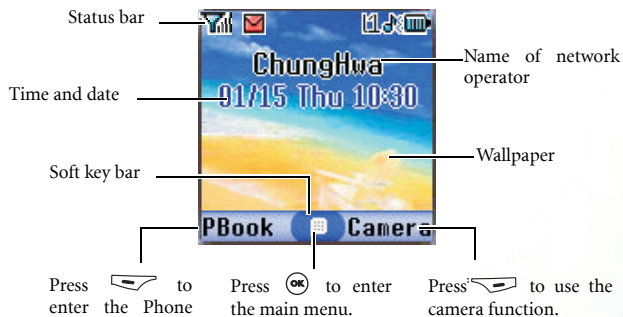 Status bar
Name of network
operator
ChungHwa
Time and date
01/15 Thu 10:30
Wallpaper
Soft key bar
PBook
Camera
Press to
enter the Phone
Press OK to enter
the main menu.
Press to use the
camera function.